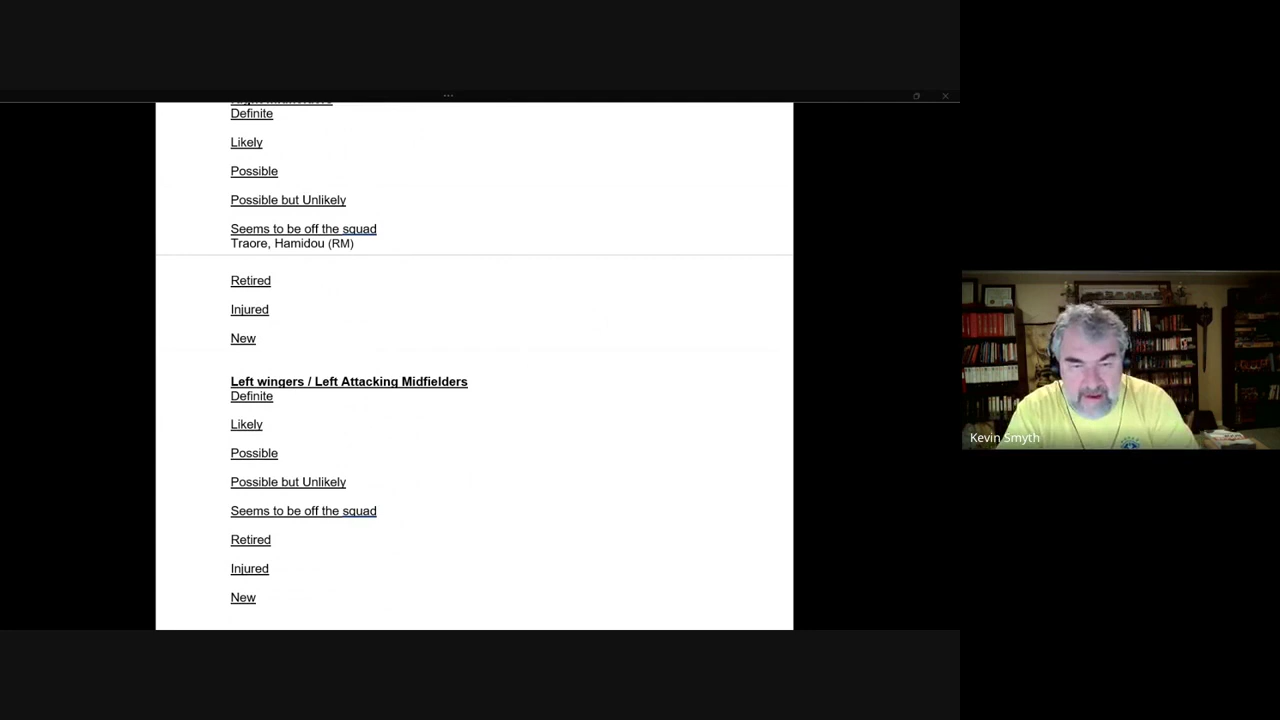 Definite
Likely
Possible
Possible but Unlikely
Seems to be off the squad
Traore, Hamidou (RM)
Retired
Injured
New
Left wingers / Left Attacking Midfielders
Definite
Likely
Possible
Possible but Unlikely
Seems to be off the squad
Retired
Injured
New
Kevin Smyth